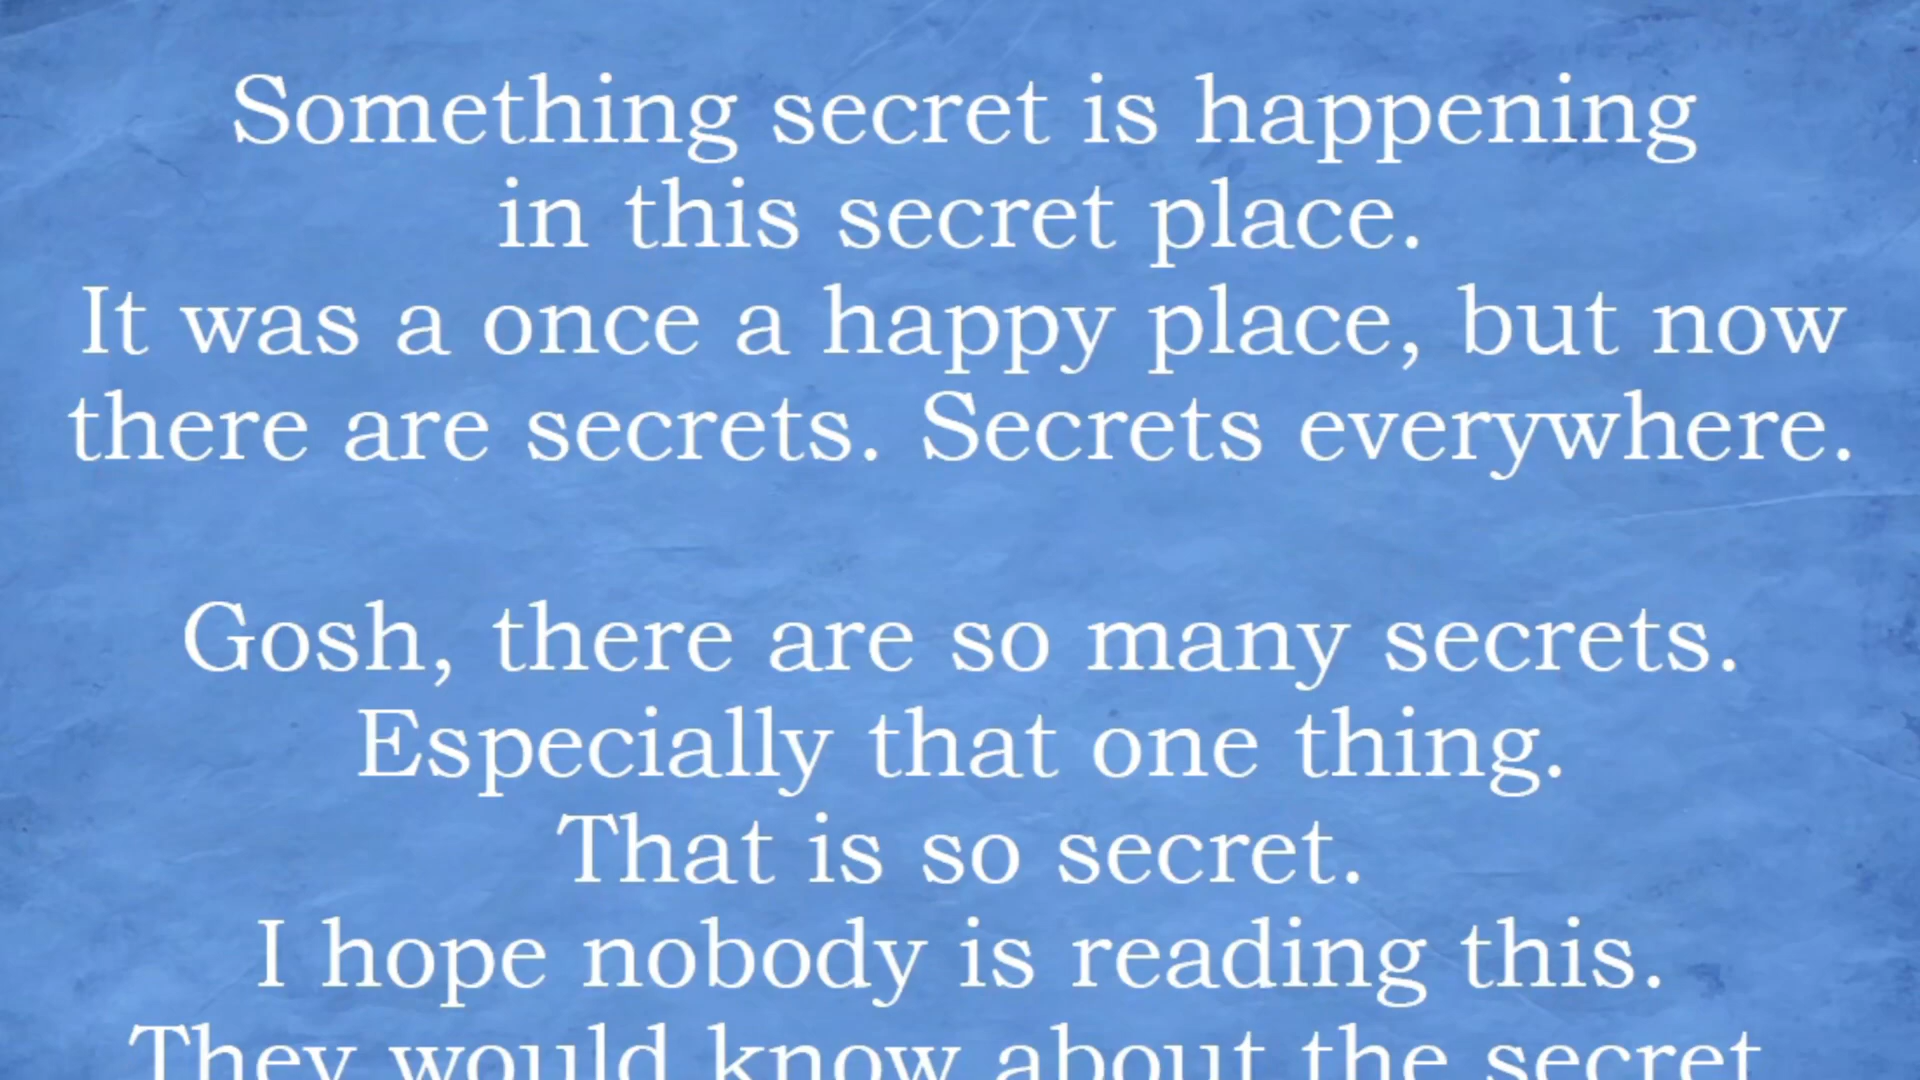 Something secret is happening
in this secret place.
It was a once a happy place, but now
there are secrets. Secrets everywhere.
Gosh, there are so many secrets.
Especially that one thing.
That is so secret.
I hope nobody is reading this.
They would know about the secret